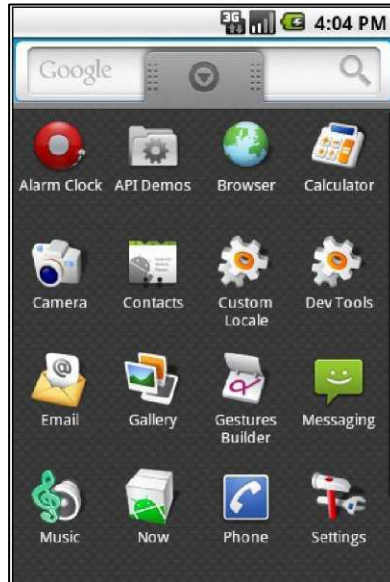 3G 4:04 PM
Google
Alarm Clock API Demos Browser Calculator
Camera Contacts Custom Locale Dev Tools
Email Gallery Gestures Builder Messaging
Music Now Phone Settings